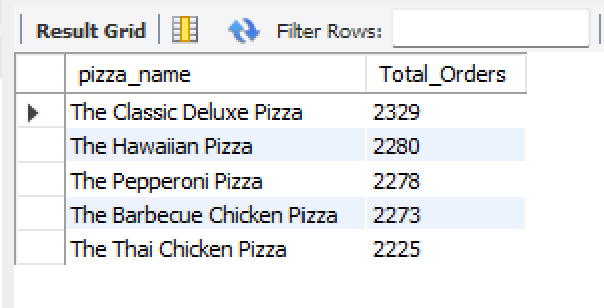 Result Grid Filter Rows:
pizza_name Total_Orders
The Classic Deluxe Pizza 2329
The Hawaiian Pizza 2280
The Pepperoni Pizza 2278
The Barbecue Chicken Pizza 2273
The Thai Chicken Pizza 2225